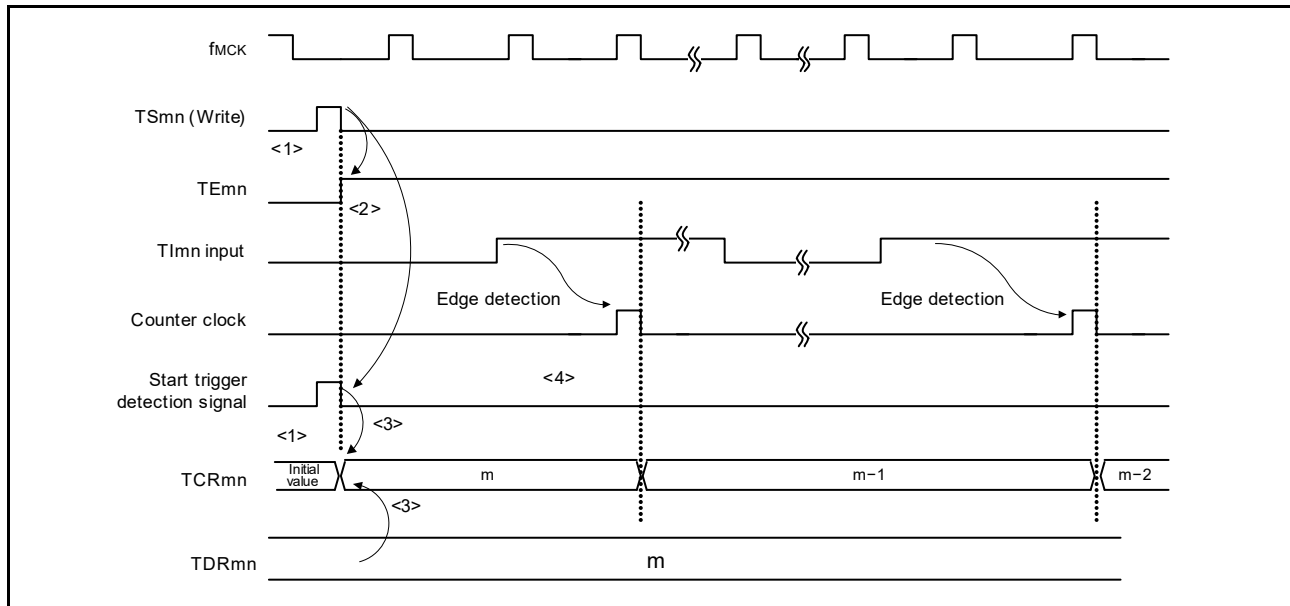 fMCK
TSmn (Write)
<1>
TEmn
<2>
TImn input
Edge detection
Edge detection
Counter clock
Start trigger
detection signal
<4>
<3>
<1>
TCRmn
Initial
value
m
m−1
m−2
<3>
TDRmn
m